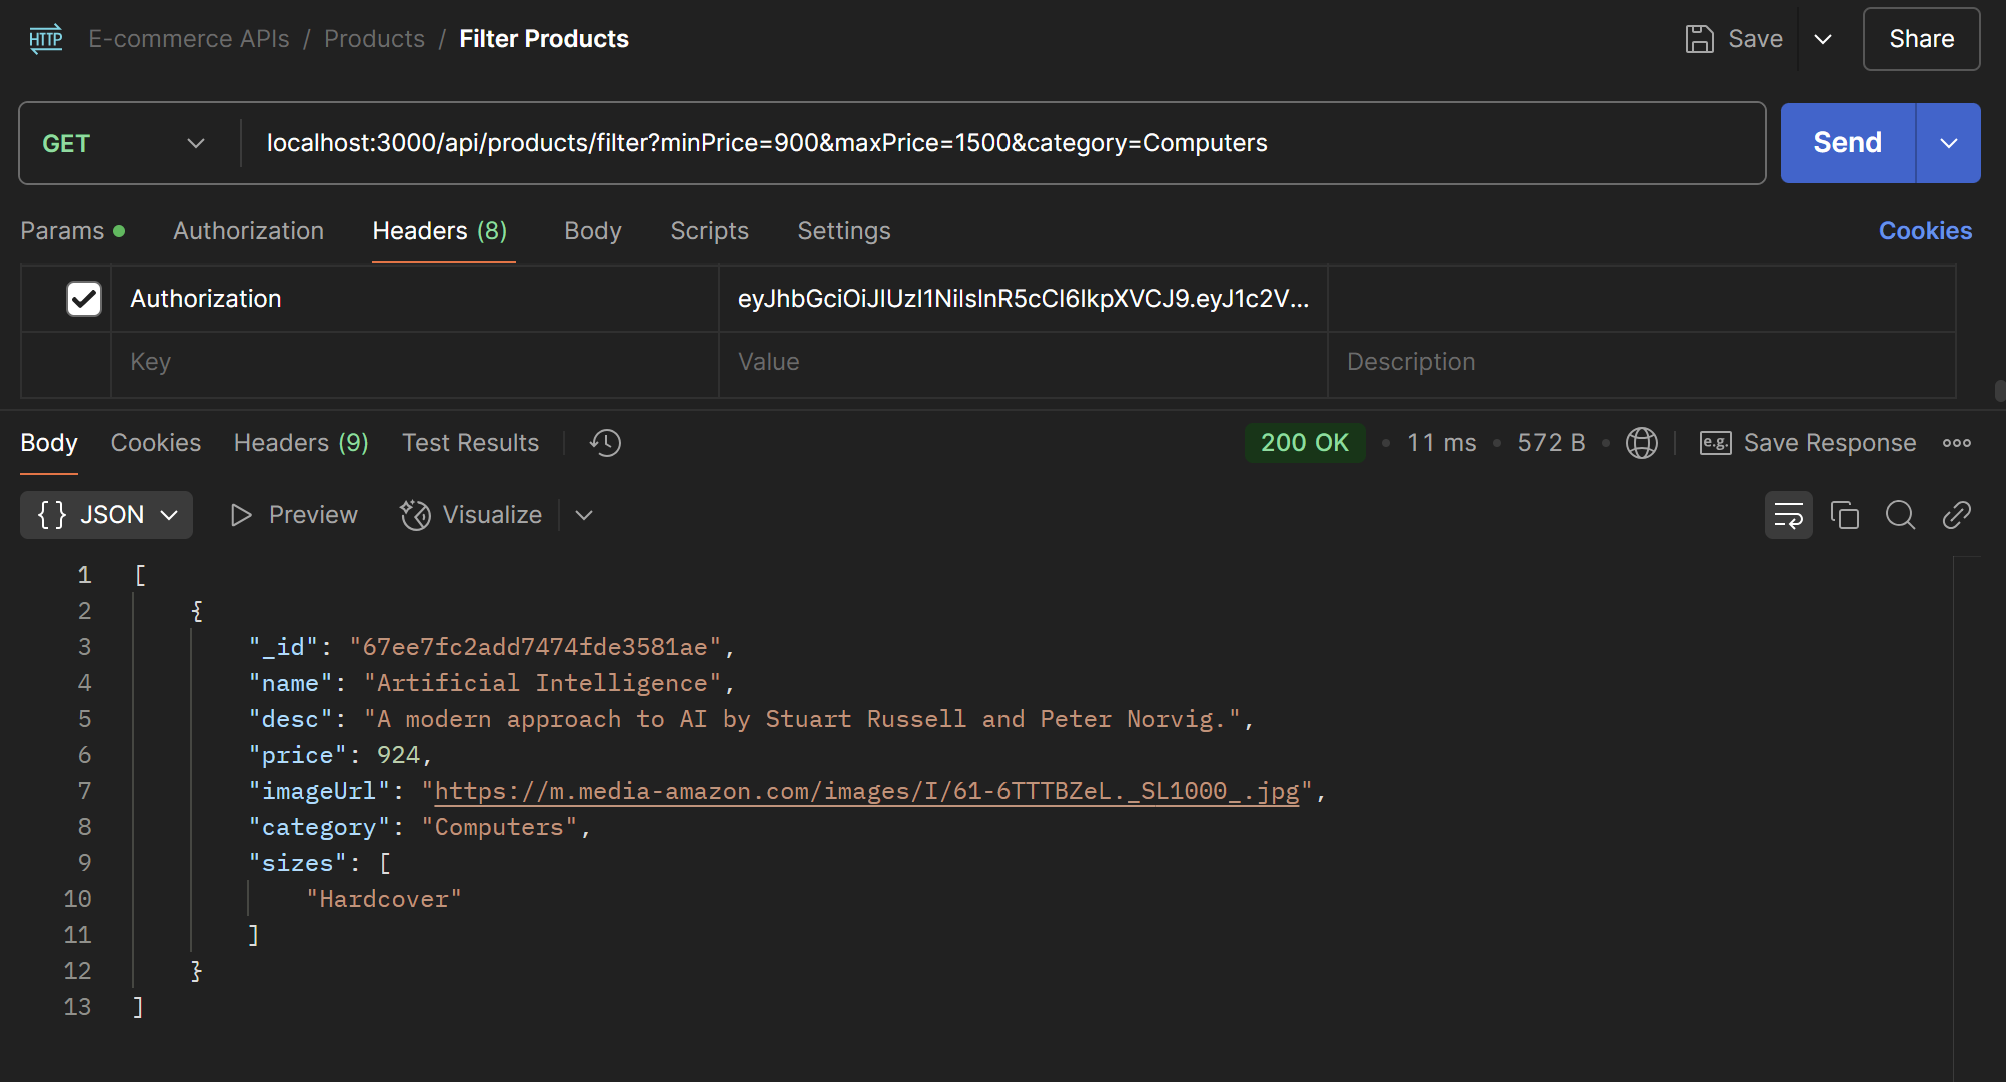 HTTP E-commerce APIs / Products / Filter Products Save Share
GET localhost:3000/api/products/filter?minPrice=900&maxPrice=1500&category=Computers Send
Params Authorization Headers (8) Body Scripts Settings Cookies
Authorization eyJhbGciOiJIUzI1NiIsInR5cCI6IkpXVCJ9.eyJ1c2V...
Key Value Description
Body Cookies Headers (9) Test Results 200 OK • 11 ms • 572 B • e.g. Save Response
{} JSON Preview Visualize
1 [
2 {
3 "_id": "67ee7fc2add7474fde3581ae",
4 "name": "Artificial Intelligence",
5 "desc": "A modern approach to AI by Stuart Russell and Peter Norvig.",
6 "price": 924,
7 "imageUrl": "https://m.media-amazon.com/images/I/61-6TTTBZeL._SL1000_.jpg",
8 "category": "Computers",
9 "sizes": [
10 "Hardcover"
11 ]
12 }
13 ]